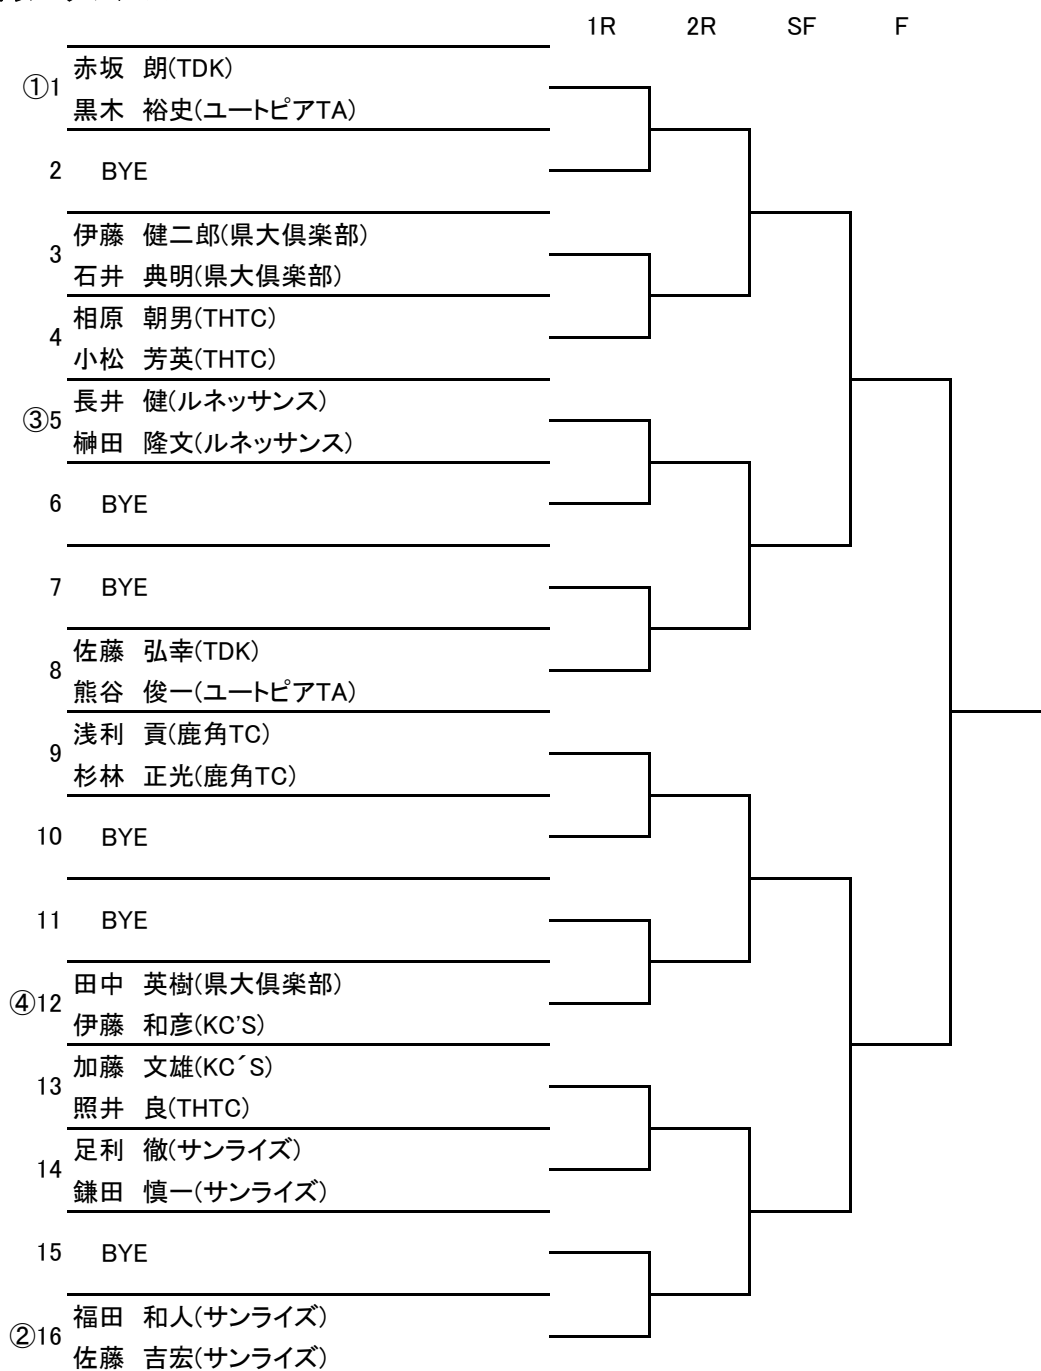 1R 2R SF F
赤坂 朗(TDK)
①1
黒木 裕史(ユートピアTA)
2 BYE
伊藤 健二郎(県大倶楽部)
3
石井 典明(県大倶楽部)
相原 朝男(THTC)
4
小松 芳英(THTC)
長井 健(ルネッサンス)
③5
榊田 隆文(ルネッサンス)
6 BYE
7 BYE
佐藤 弘幸(TDK)
8
熊谷 俊一(ユートピアTA)
浅利 貢(鹿角TC)
9
杉林 正光(鹿角TC)
10 BYE
11 BYE
田中 英樹(県大倶楽部)
④12
伊藤 和彦(KC'S)
加藤 文雄(KC´S)
13
照井 良(THTC)
足利 徹(サンライズ)
14
鎌田 慎一(サンライズ)
15 BYE
福田 和人(サンライズ)
②16
佐藤 吉宏(サンライズ)